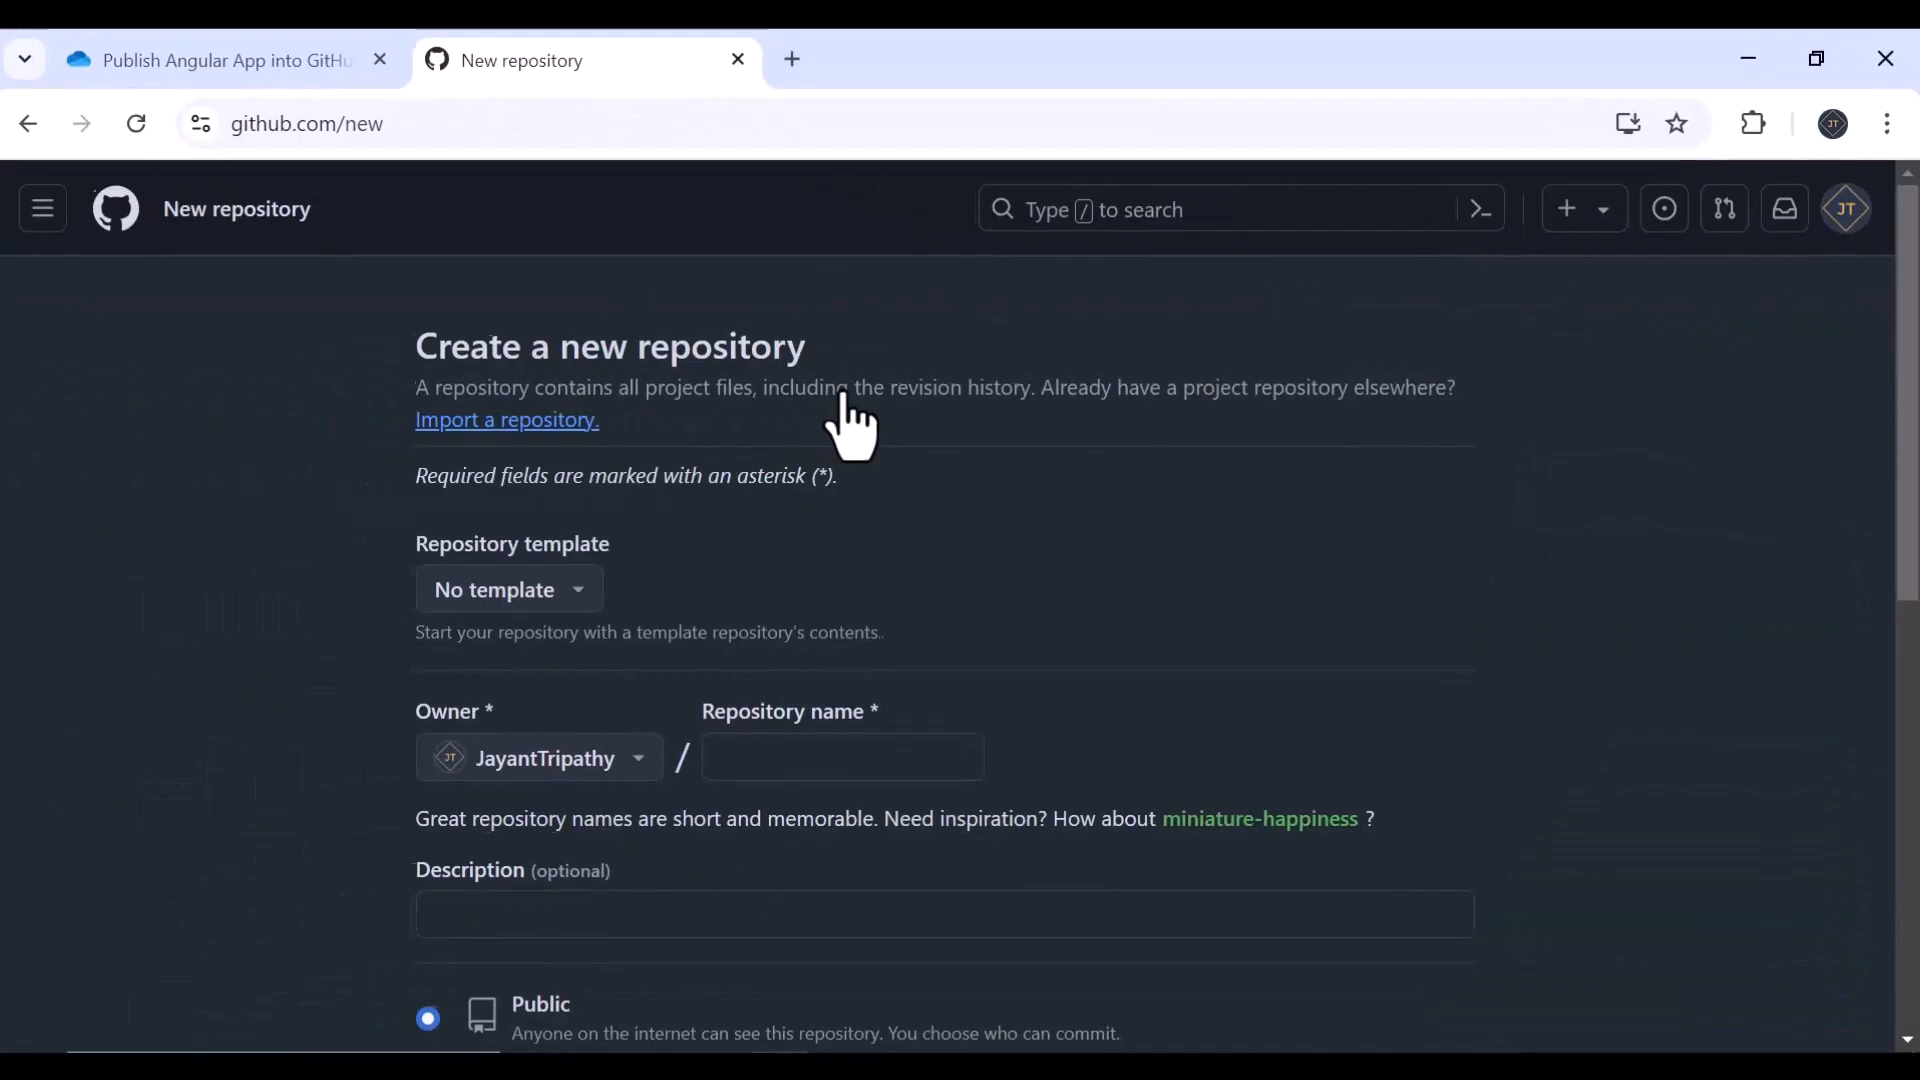 Publish Angular App into GitHu
New repository
github.com/new
JT
New repository
Type / to search
JT
Create a new repository
A repository contains all project files, including the revision history. Already have a project repository elsewhere?
Import a repository.
Required fields are marked with an asterisk (*).
Repository template
No template
Start your repository with a template repository's contents.
Owner *
Repository name *
JT JayantTripathy /
Great repository names are short and memorable. Need inspiration? How about miniature-happiness ?
Description (optional)
Public
Anyone on the internet can see this repository. You choose who can commit.